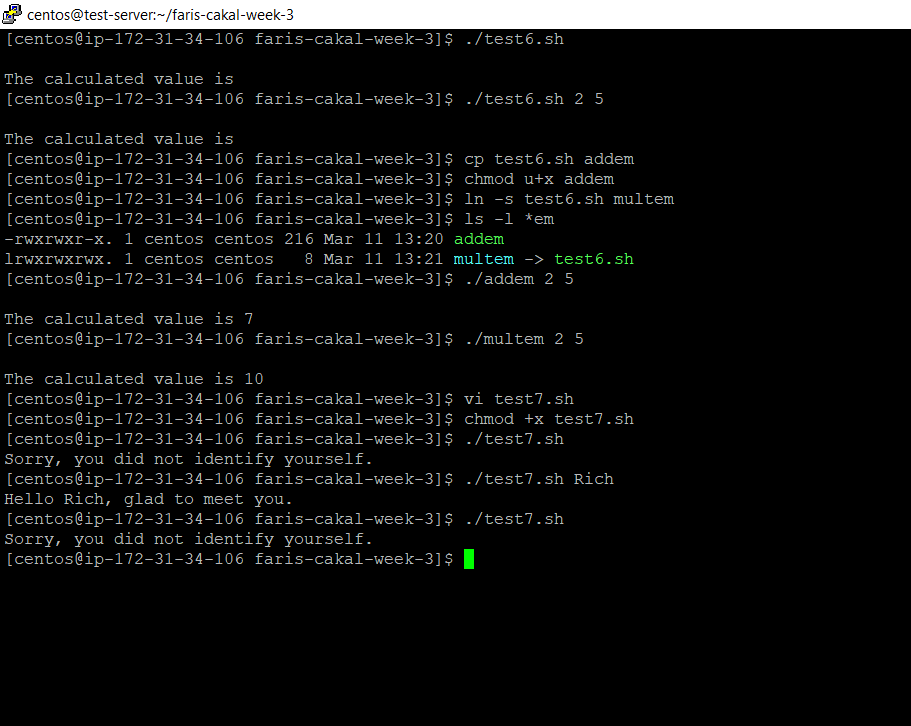 centos@test-server:~/faris-cakal-week-3
[centos@ip-172-31-34-106 faris-cakal-week-3]$ ./test6.sh
The calculated value is
[centos@ip-172-31-34-106 faris-cakal-week-3]$ ./test6.sh 2 5
The calculated value is
[centos@ip-172-31-34-106 faris-cakal-week-3]$ cp test6.sh addem
[centos@ip-172-31-34-106 faris-cakal-week-3]$ chmod u+x addem
[centos@ip-172-31-34-106 faris-cakal-week-3]$ ln -s test6.sh multem
[centos@ip-172-31-34-106 faris-cakal-week-3]$ ls -l *em
-rwxrwxr-x. 1 centos centos 216 Mar 11 13:20 addem
lrwxrwxrwx. 1 centos centos   8 Mar 11 13:21 multem -> test6.sh
[centos@ip-172-31-34-106 faris-cakal-week-3]$ ./addem 2 5
The calculated value is 7
[centos@ip-172-31-34-106 faris-cakal-week-3]$ ./multem 2 5
The calculated value is 10
[centos@ip-172-31-34-106 faris-cakal-week-3]$ vi test7.sh
[centos@ip-172-31-34-106 faris-cakal-week-3]$ chmod +x test7.sh
[centos@ip-172-31-34-106 faris-cakal-week-3]$ ./test7.sh
Sorry, you did not identify yourself.
[centos@ip-172-31-34-106 faris-cakal-week-3]$ ./test7.sh Rich
Hello Rich, glad to meet you.
[centos@ip-172-31-34-106 faris-cakal-week-3]$ ./test7.sh
Sorry, you did not identify yourself.
[centos@ip-172-31-34-106 faris-cakal-week-3]$